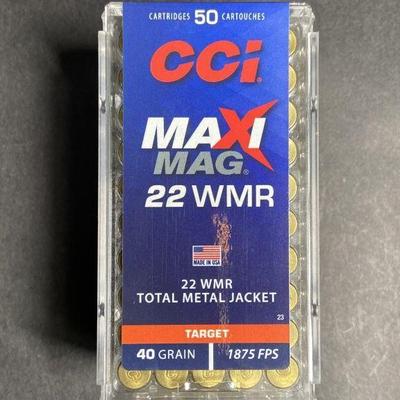 CARTRIDGES 50 CARTOUCHES
CCI
MAXI
MAG®
22 WMR
MADE IN USA
22 WMR
TOTAL METAL JACKET
23
TARGET
40 GRAIN 1875 FPS